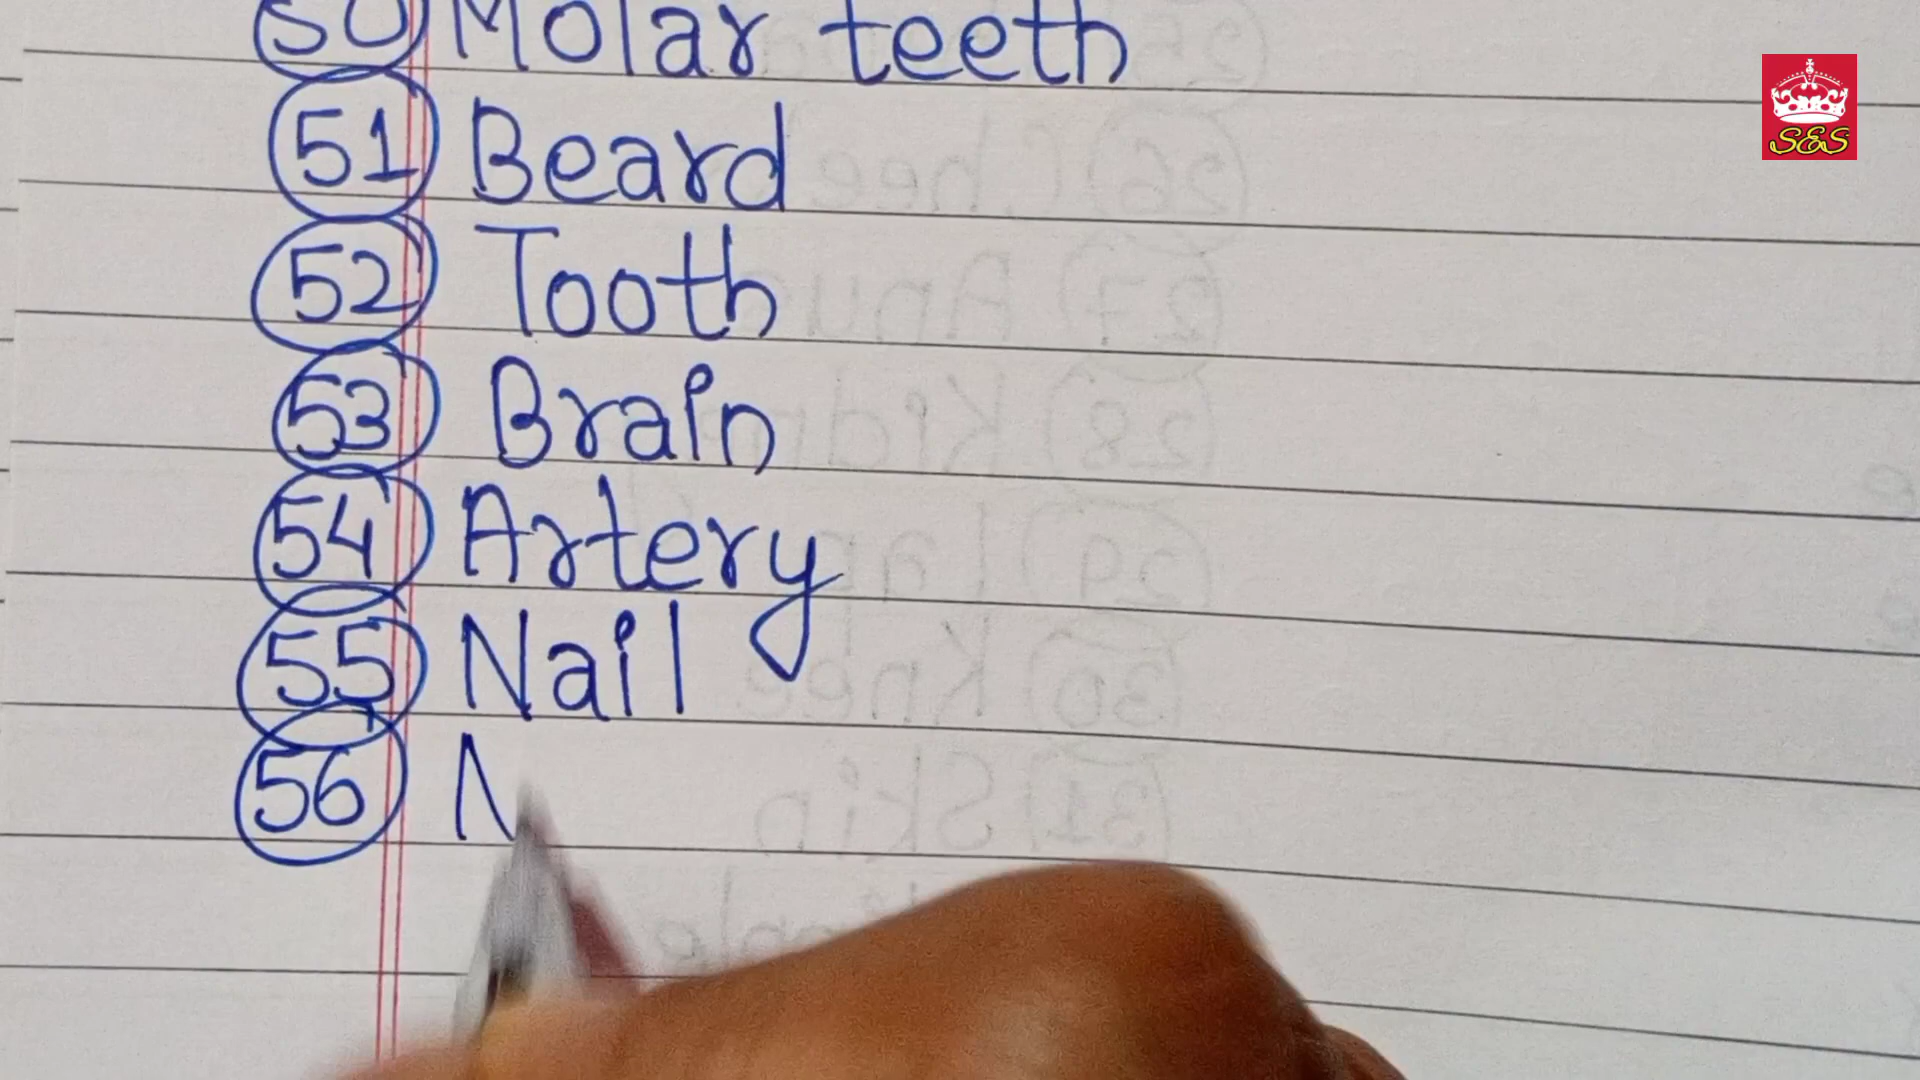 50 Molar teeth
51 Beard
52 Tooth
53 Brain
54 Artery
55 Nail
56 N
S&S